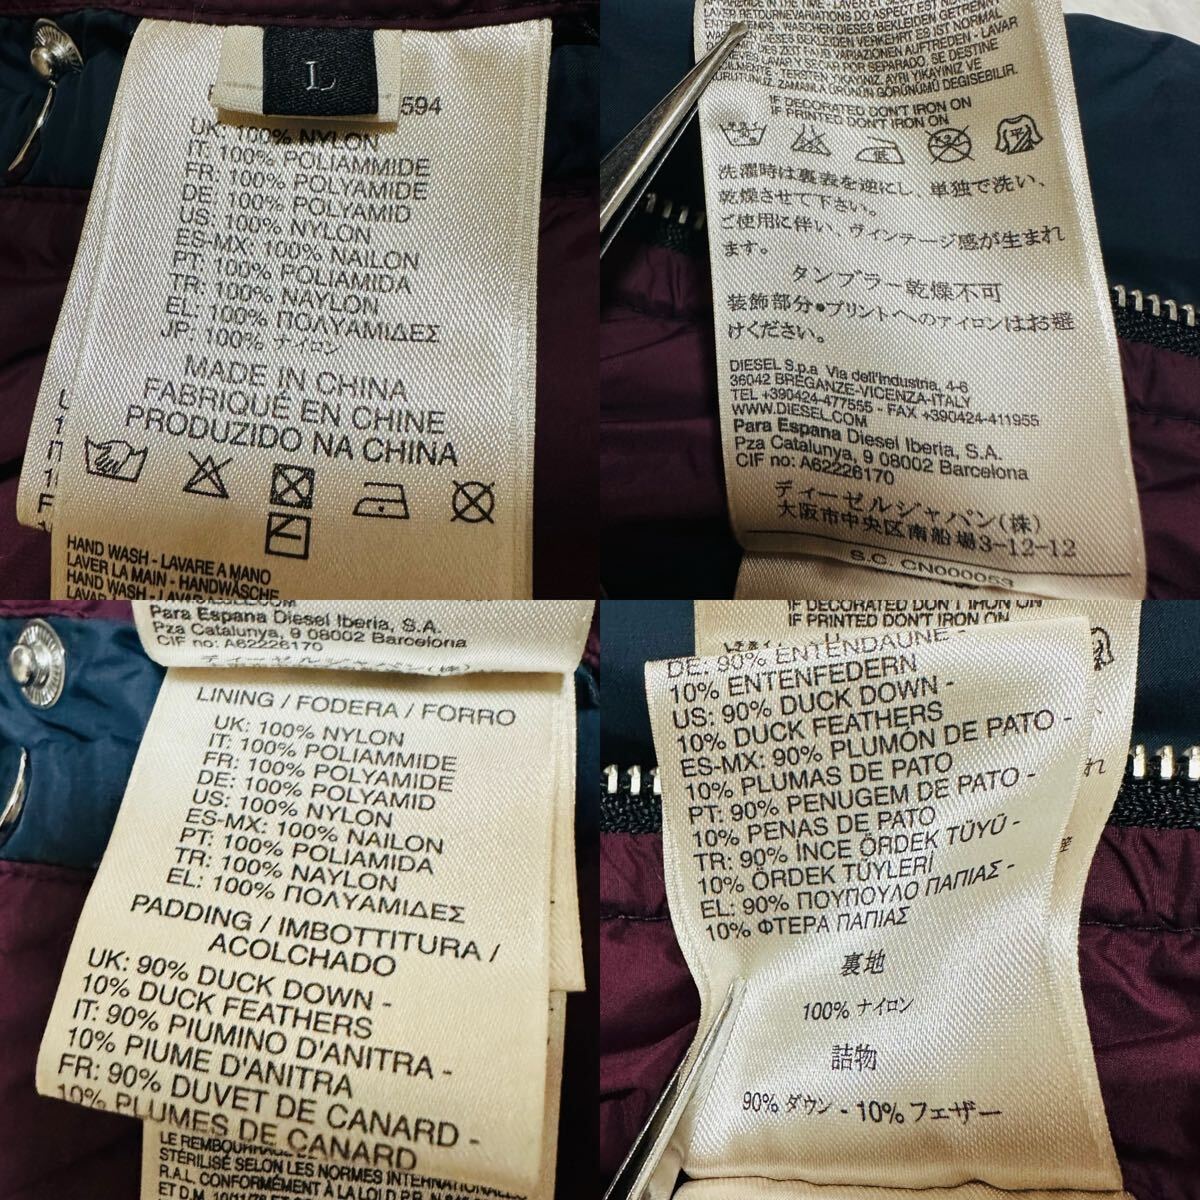 L
594
UK: 100% NYLON
IT: 100% POLIAMMIDE
FR: 100% POLYAMIDE
DE: 100% POLYAMID
US: 100% NYLON
ES-MX: 100% NAILON
PT: 100% POLIAMIDA
TR: 100% NAYLON
EL: 100% ΠΟΛΥΑΜΙΔΕΣ
JP: 100% ナイロン
MADE IN CHINA
FABRIQUÉ EN CHINE
PRODUZIDO NA CHINA
HAND WASH - LAVARE A MANO
LAVER LA MAIN - HANDWÄSCHE
IF DECORATED DON'T IRON ON
IF PRINTED DON'T IRON ON
洗濯時は裏表を逆にし、単独で洗い、
乾燥させて下さい。
ご使用に伴い、ヴィンテージ感が生まれ
ます。
タンブラー乾燥不可
装飾部分●プリントへのアイロンはお避
けください。
DIESEL S.p.a Via dell'Industria, 4-6
36042 BREGANZE-VICENZA-ITALY
TEL +390424-477555 - FAX +390424-411955
WWW.DIESEL.COM
Para Espana Diesel Iberia, S.A.
Pza Catalunya, 9 08002 Barcelona
CIF no: A62226170
ディーゼルジャパン(株)
大阪市中央区南船場3-12-12
S.C. CN000053
Para Espana Diesel Iberia, S.A.
Pza Catalunya, 9 08002 Barcelona
CIF no: A62226170
LINING / FODERA / FORRO
UK: 100% NYLON
IT: 100% POLIAMMIDE
FR: 100% POLYAMIDE
DE: 100% POLYAMID
US: 100% NYLON
ES-MX: 100% NAILON
PT: 100% POLIAMIDA
TR: 100% NAYLON
EL: 100% ΠΟΛΥΑΜΙΔΕΣ
PADDING / IMBOTTITURA /
ACOLCHADO
UK: 90% DUCK DOWN -
10% DUCK FEATHERS
IT: 90% PIUMINO D'ANITRA -
10% PIUME D'ANITRA
FR: 90% DUVET DE CANARD -
10% PLUMES DE CANARD
STÉRILISÉ SELON LES NORMES INTERNATIONALES
IF DECORATED DON'T IRON ON
IF PRINTED DON'T IRON ON
DE: 90% ENTENDAUNE -
10% ENTENFEDERN
US: 90% DUCK DOWN -
10% DUCK FEATHERS
ES-MX: 90% PLUMÓN DE PATO -
10% PLUMAS DE PATO
PT: 90% PENUGEM DE PATO -
10% PENAS DE PATO
TR: 90% İNCE ÖRDEK TÜYÜ -
10% ÖRDEK TÜYLERİ
EL: 90% ΠΟΥΠΟΥΛΟ ΠΑΠΙΑΣ -
10% ΦΤΕΡΑ ΠΑΠΙΑΣ
裏地
100% ナイロン
詰物
90% ダウン - 10% フェザー